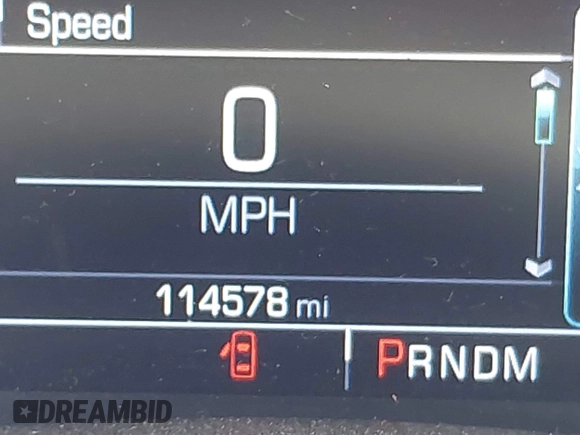 Speed
0
MPH
114578 mi
PRNDM
DREAMBID